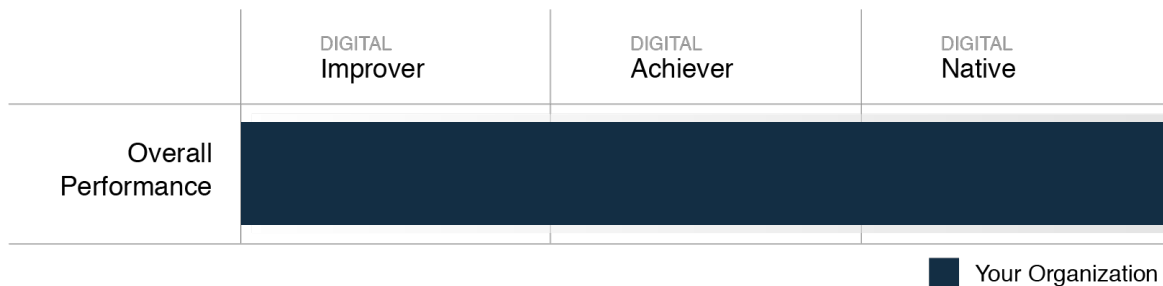 DIGITAL
Improver
DIGITAL
Achiever
DIGITAL
Native
Overall
Performance
Your Organization